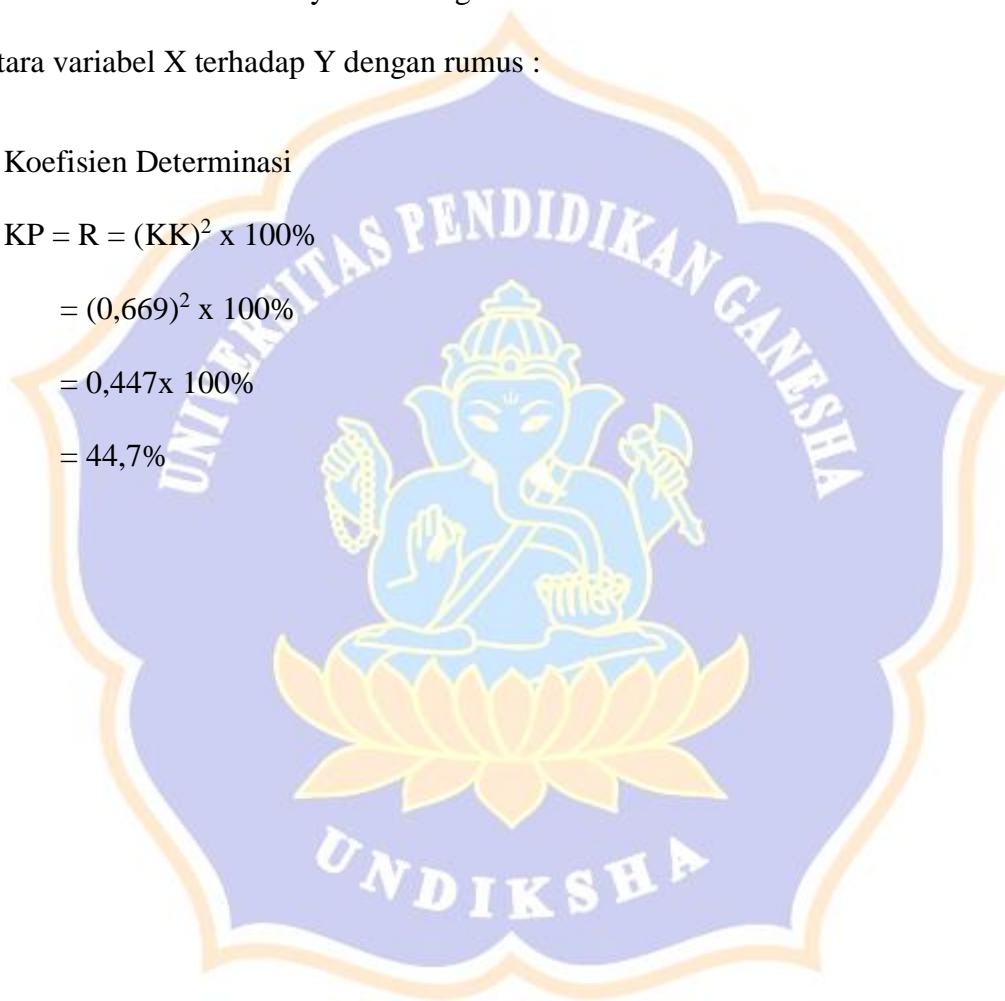 tara variabel X terhadap Y dengan rumus :
Koefisien Determinasi
KP = R = (KK)² x 100%
= (0,669)² x 100%
= 0,447x 100%
= 44,7%
UNIVERSITAS PENDIDIKAN GANESHA
UNDIKSHA